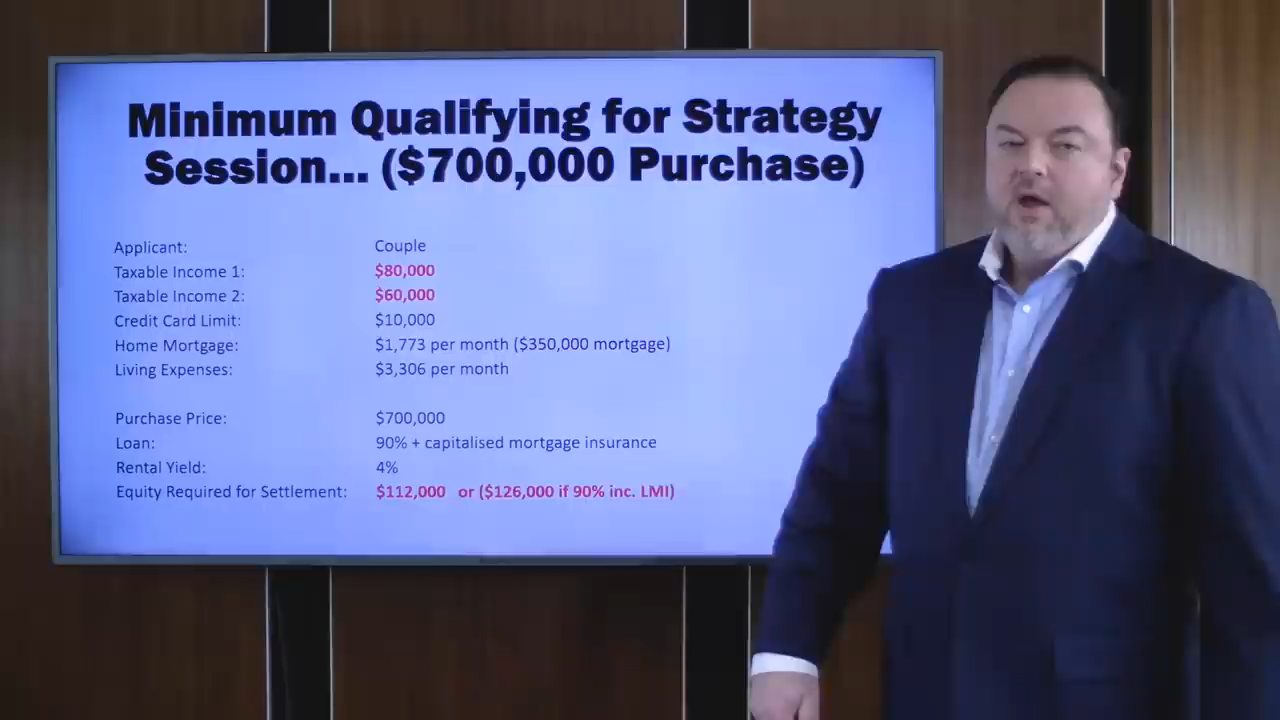 Minimum Qualifying for Strategy
Session... ($700,000 Purchase)
Applicant: Couple
Taxable Income 1: $80,000
Taxable Income 2: $60,000
Credit Card Limit: $10,000
Home Mortgage: $1,773 per month ($350,000 mortgage)
Living Expenses: $3,306 per month
Purchase Price: $700,000
Loan: 90% + capitalised mortgage insurance
Rental Yield: 4%
Equity Required for Settlement: $112,000 or ($126,000 if 90% inc. LMI)